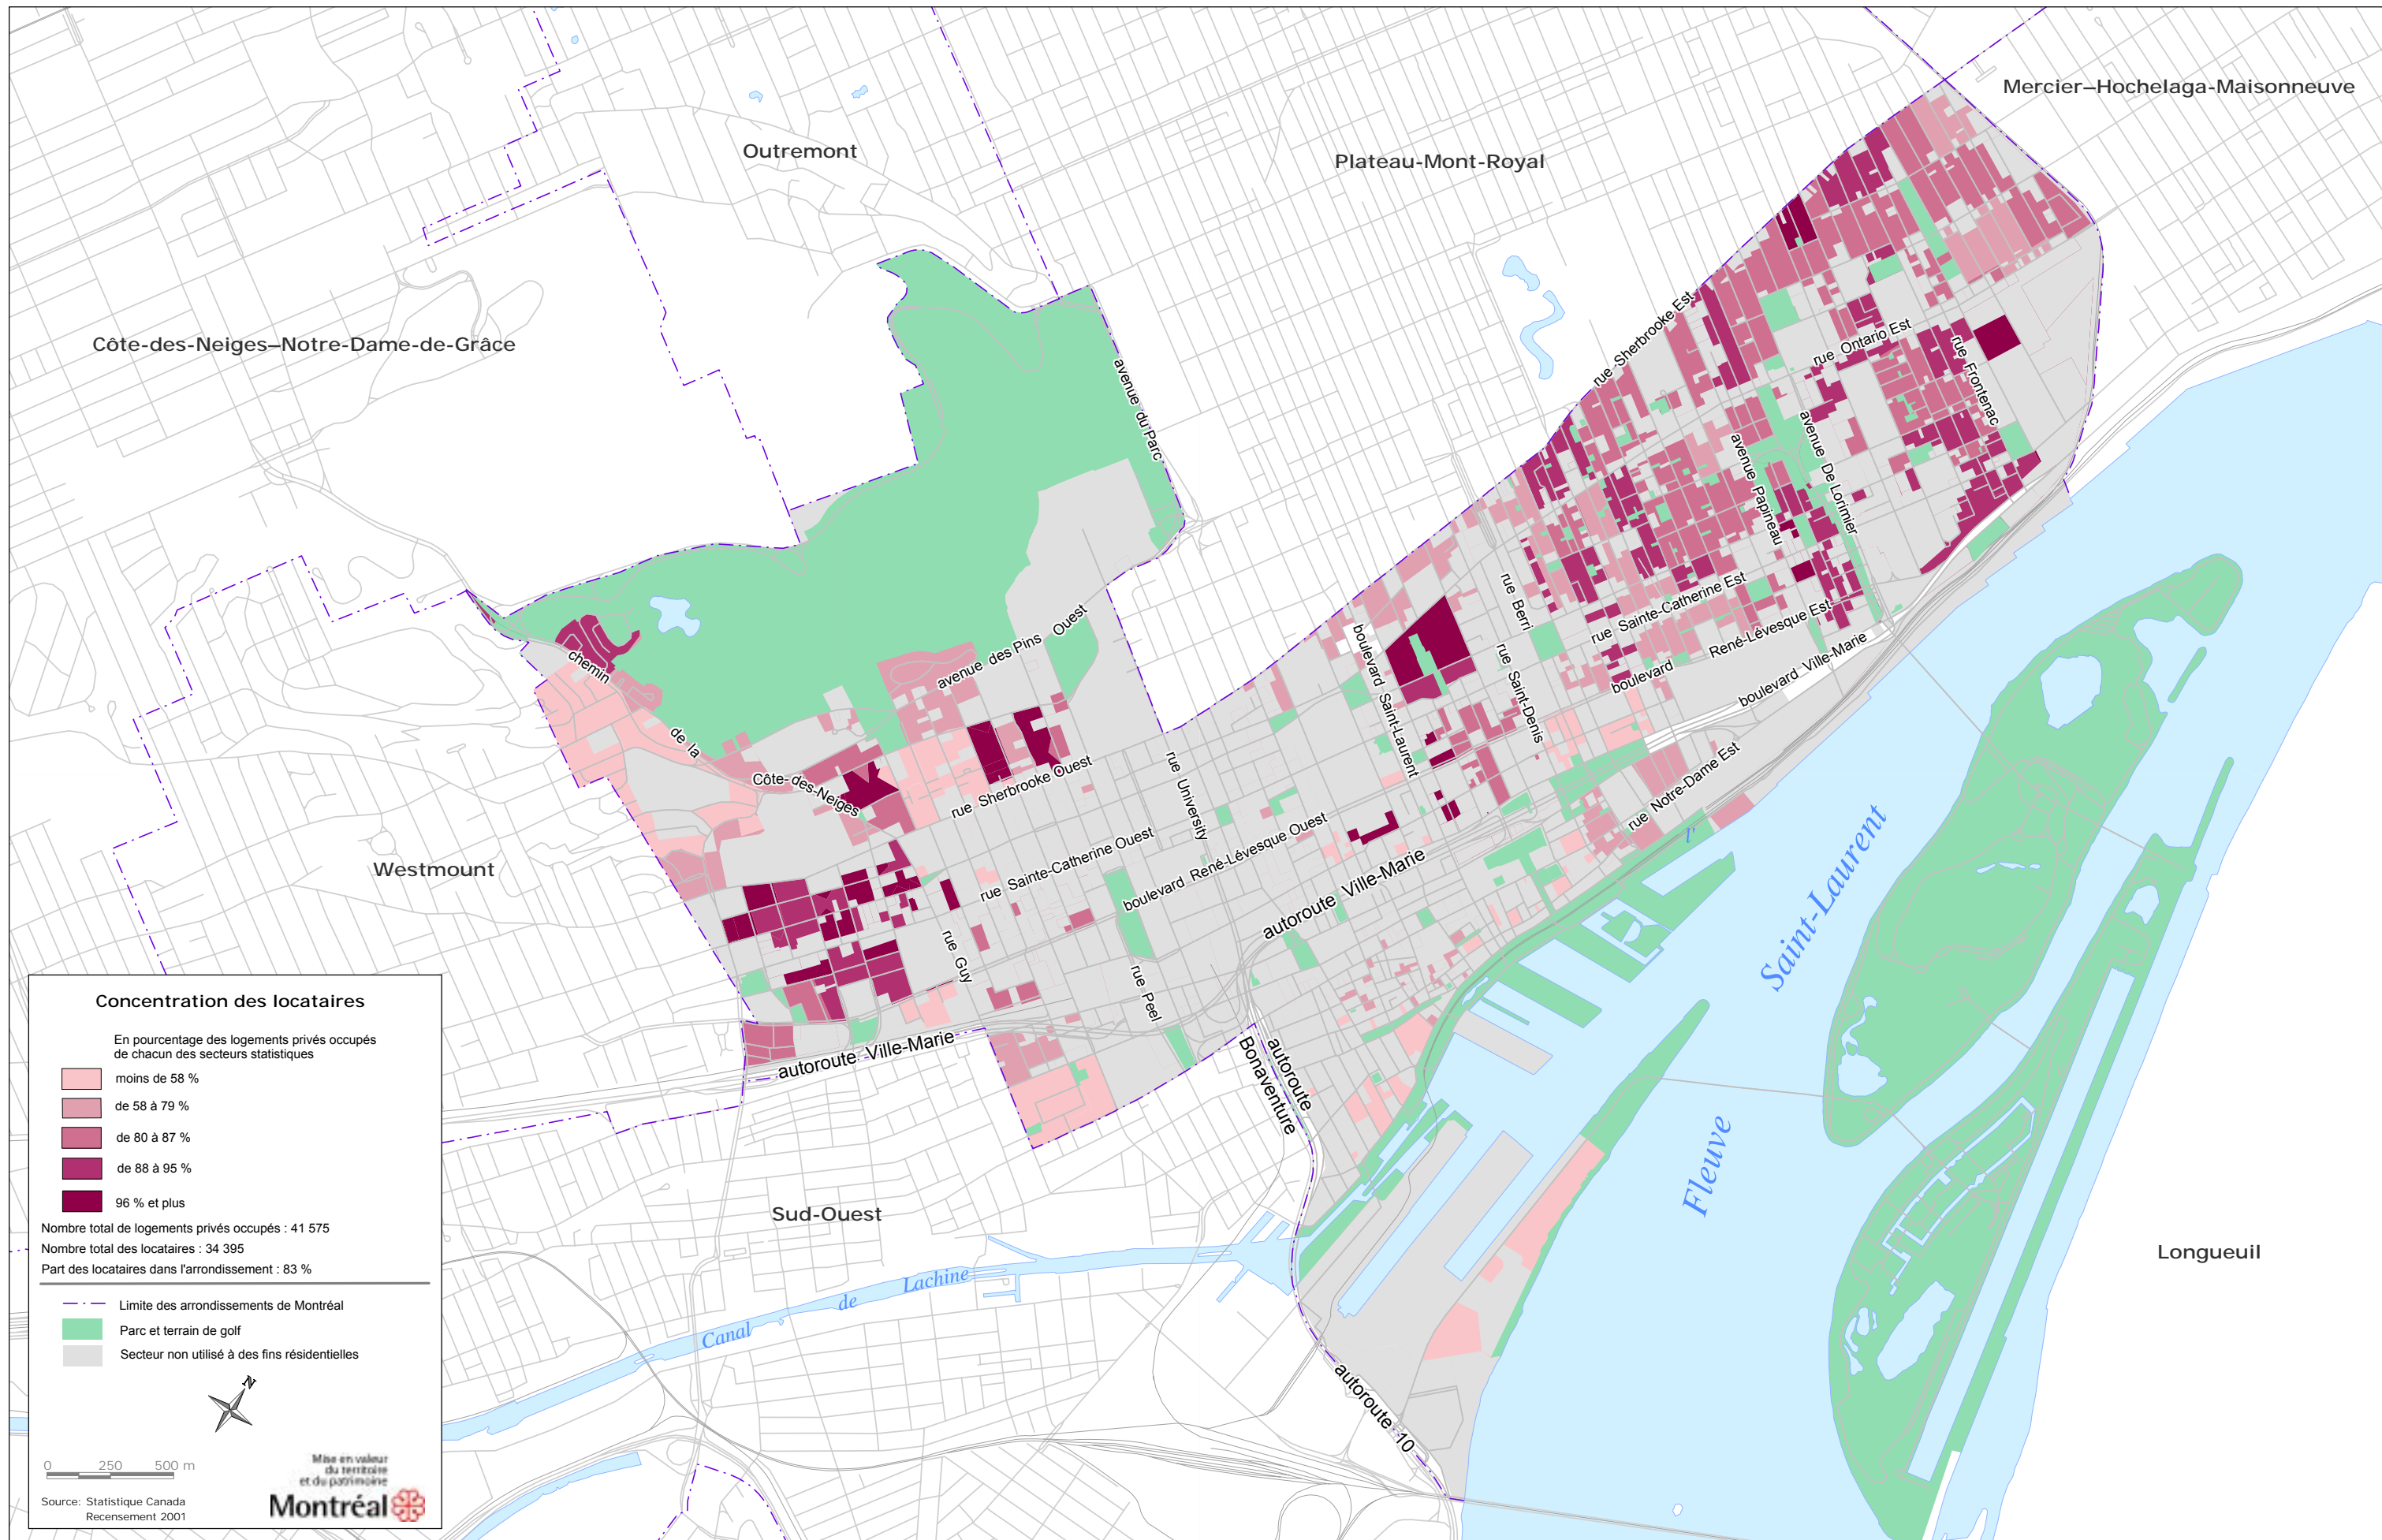 Mercier–Hochelaga-Maisonneuve
Outremont
Plateau-Mont-Royal
Côte-des-Neiges–Notre-Dame-de-Grâce
Westmount
Sud-Ouest
Longueuil
rue Sherbrooke Est
rue Ontario Est
rue Frontenac
avenue du Parc
avenue Papineau
avenue De Lorimier
avenue des Pins Ouest
rue Berri
rue Sainte-Catherine Est
boulevard René-Lévesque Est
boulevard Ville-Marie
boulevard Saint-Laurent
rue Saint-Denis
rue Notre-Dame Est
chemin de la Côte-des-Neiges
rue Sherbrooke Ouest
rue University
rue Sainte-Catherine Ouest
boulevard René-Lévesque Ouest
autoroute Ville-Marie
rue Guy
rue Peel
autoroute Ville-Marie
autoroute
Bonaventure
autoroute 10
Canal de Lachine
Fleuve Saint-Laurent
l'
Concentration des locataires
En pourcentage des logements privés occupés
de chacun des secteurs statistiques
moins de 58 %
de 58 à 79 %
de 80 à 87 %
de 88 à 95 %
96 % et plus
Nombre total de logements privés occupés : 41 575
Nombre total des locataires : 34 395
Part des locataires dans l'arrondissement : 83 %
Limite des arrondissements de Montréal
Parc et terrain de golf
Secteur non utilisé à des fins résidentielles
N
0 250 500 m
Mise en valeur
du territoire
et du patrimoine
Montréal
Source: Statistique Canada
Recensement 2001